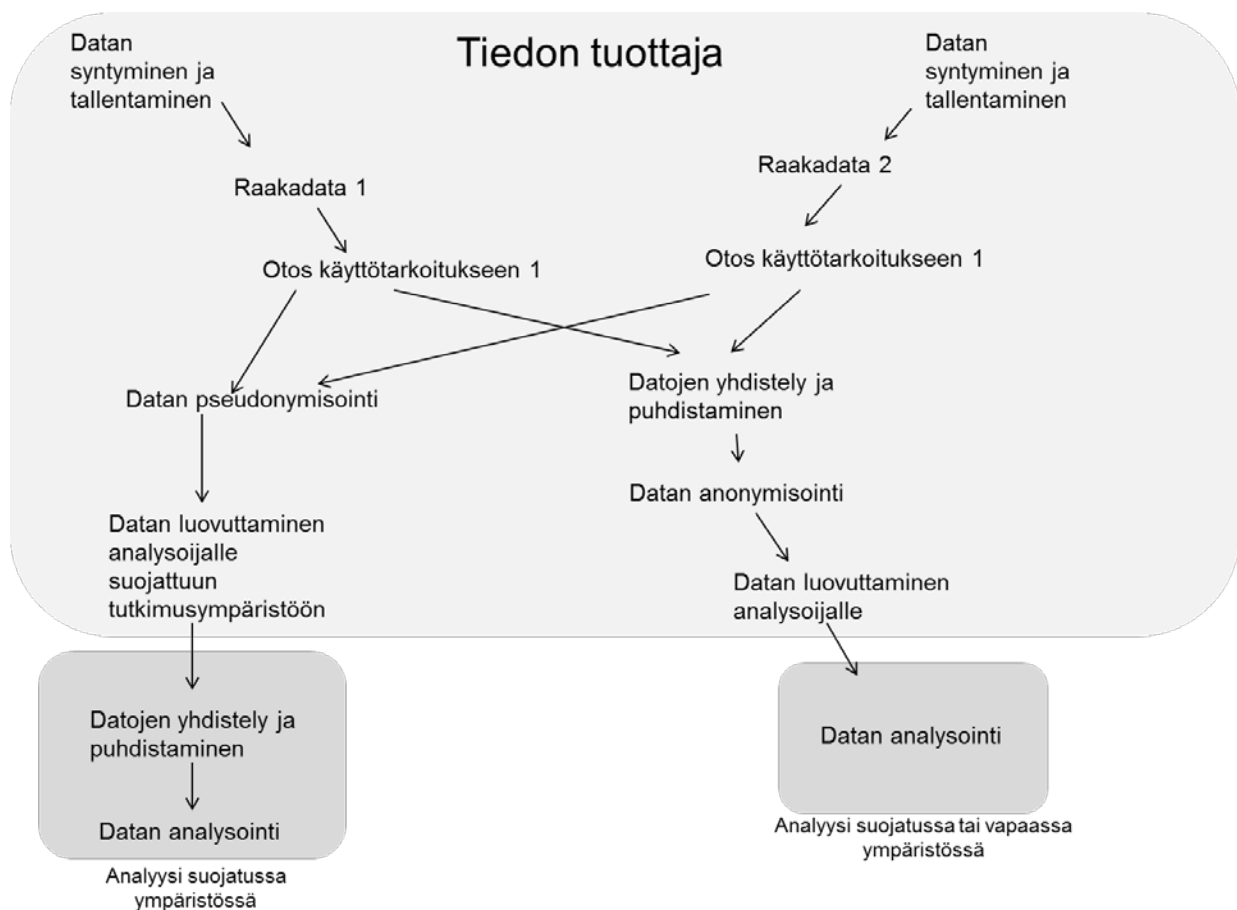 Tiedon tuottaja
Datan
syntyminen ja
tallentaminen
Datan
syntyminen ja
tallentaminen
Raakadata 1
Raakadata 2
Otos käyttötarkoitukseen 1
Otos käyttötarkoitukseen 1
Datan pseudonymisointi
Datojen yhdistely ja
puhdistaminen
Datan anonymisointi
Datan luovuttaminen
analysoijalle
suojattuun
tutkimusympäristöön
Datan luovuttaminen
analysoijalle
Datojen yhdistely ja
puhdistaminen
Datan analysointi
Analyysi suojatussa
ympäristössä
Datan analysointi
Analyysi suojatussa tai vapaassa
ympäristössä